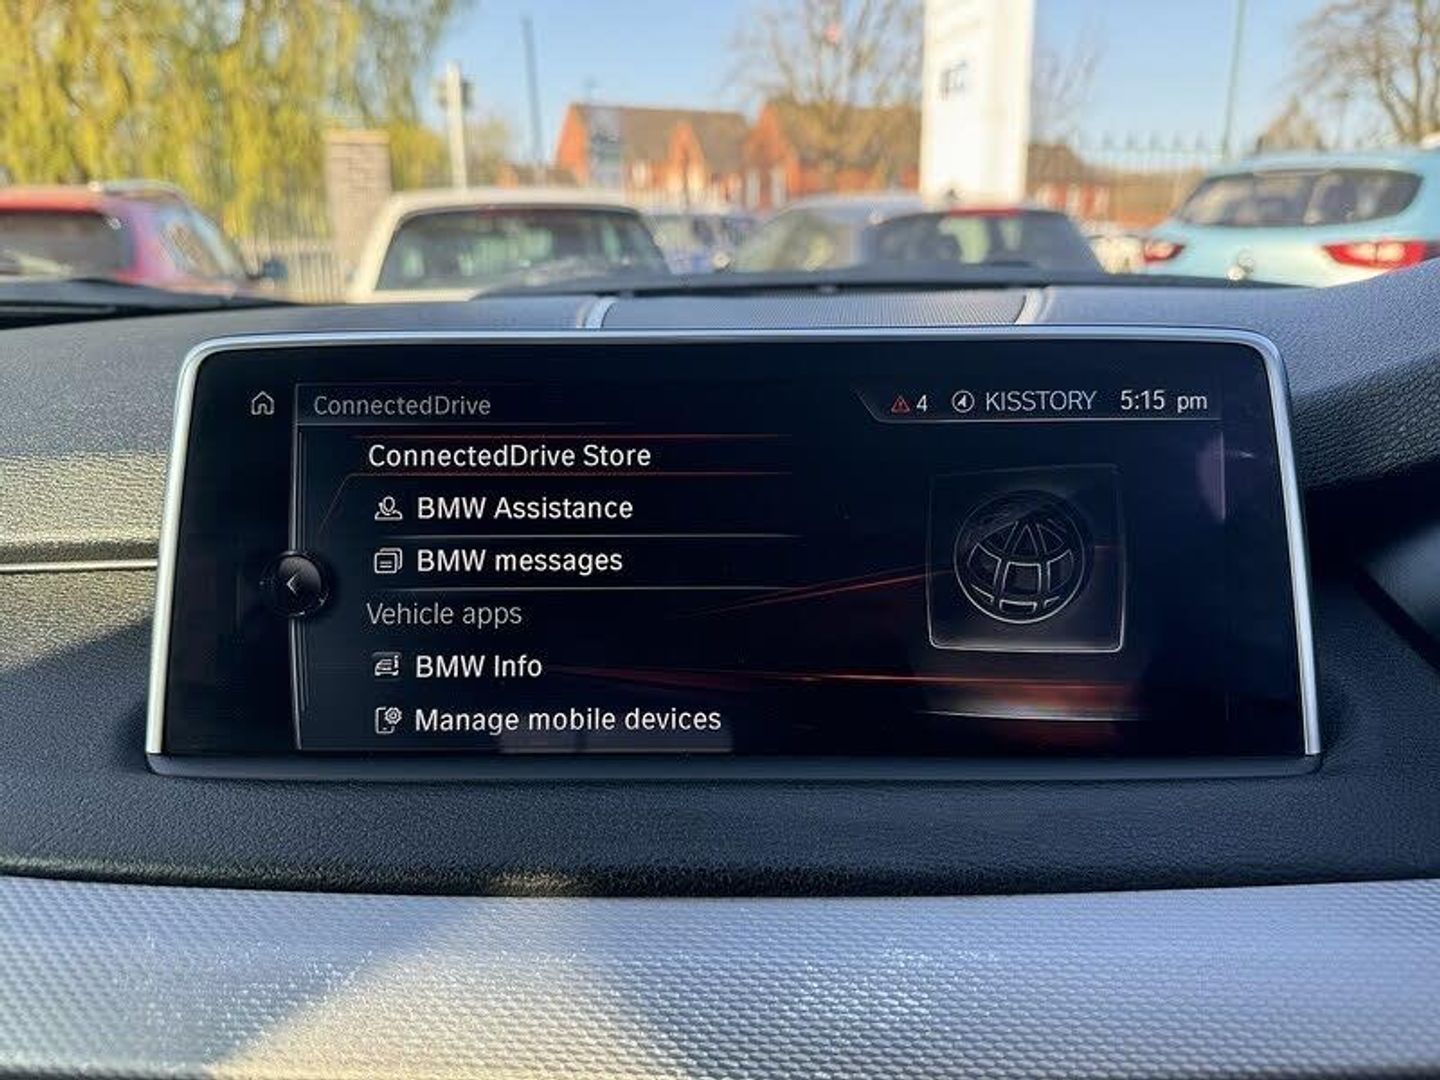 ConnectedDrive
4 KISSTORY 5:15 pm
ConnectedDrive Store
BMW Assistance
BMW messages
Vehicle apps
BMW Info
Manage mobile devices